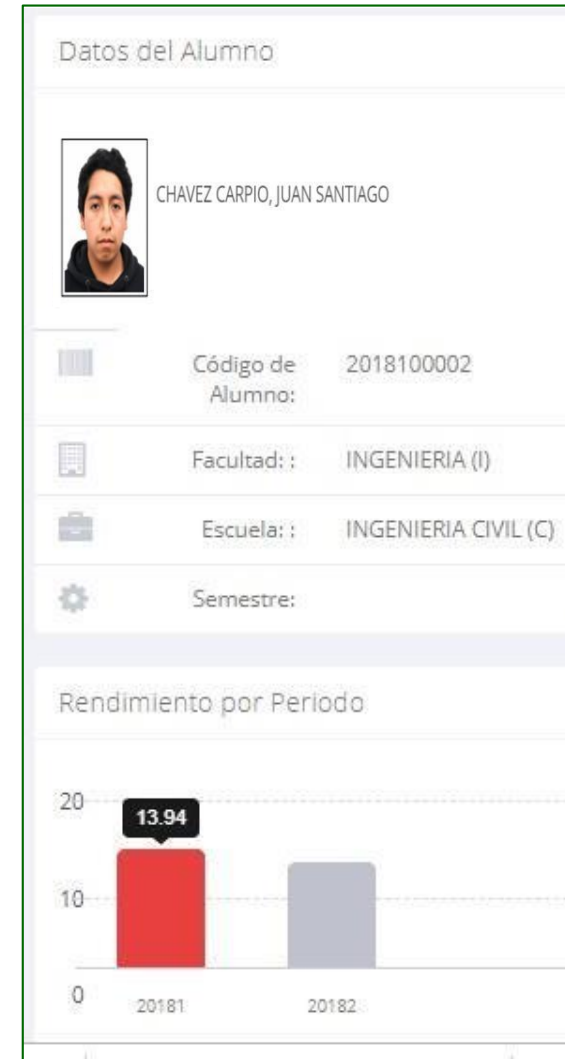 Datos del Alumno
CHAVEZ CARPIO, JUAN SANTIAGO
Código de
Alumno:
2018100002
Facultad: :
INGENIERIA (I)
Escuela: :
INGENIERIA CIVIL (C)
Semestre:
Rendimiento por Periodo
20
13.94
10
0
20181
20182